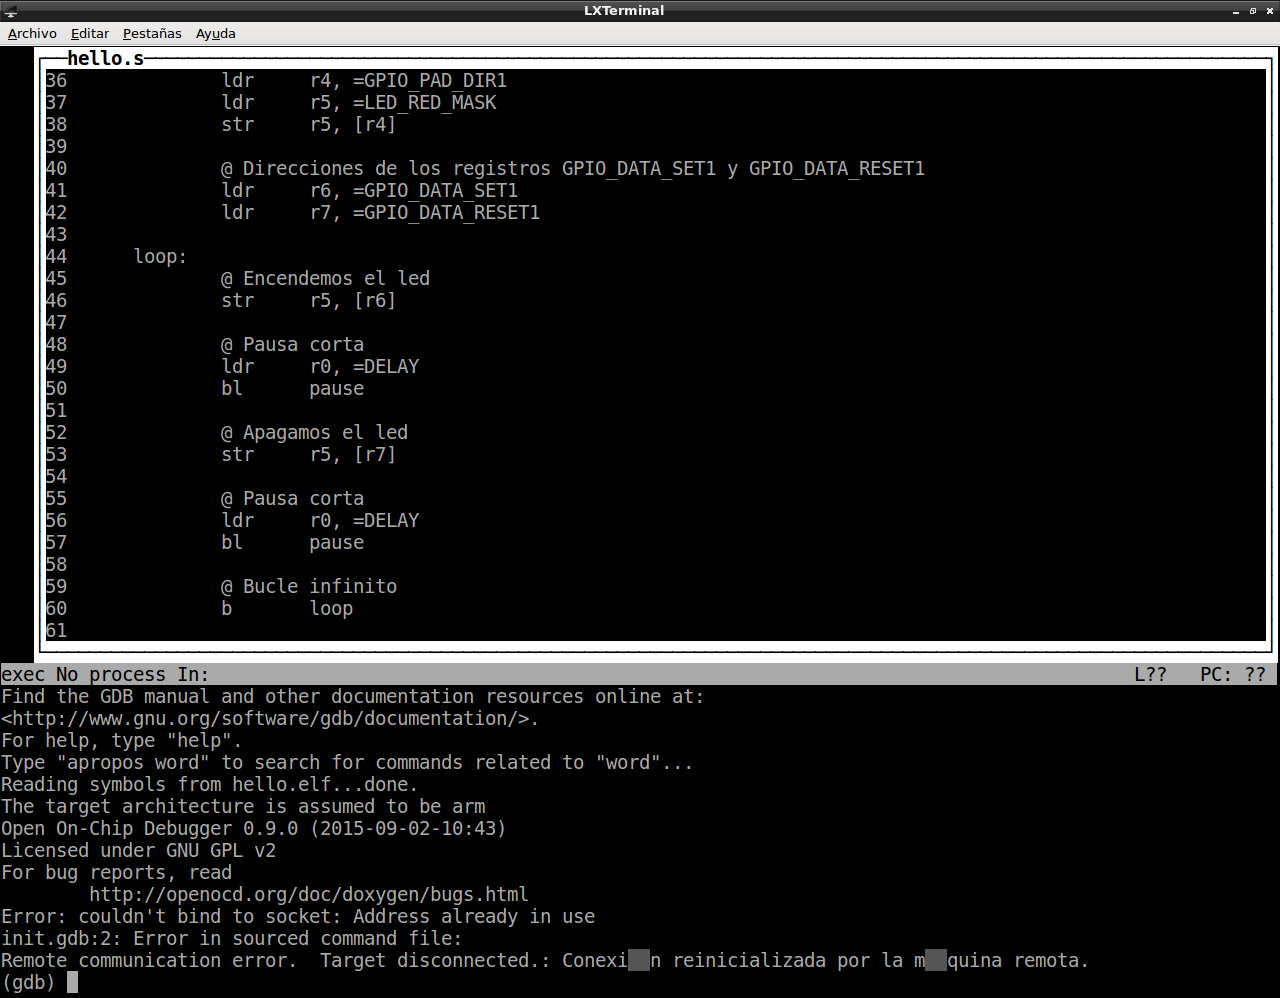 LXTerminal
Archivo Editar Pestañas Ayuda
hello.s
36 ldr r4, =GPIO_PAD_DIR1
37 ldr r5, =LED_RED_MASK
38 str r5, [r4]
39
40 @ Direcciones de los registros GPIO_DATA_SET1 y GPIO_DATA_RESET1
41 ldr r6, =GPIO_DATA_SET1
42 ldr r7, =GPIO_DATA_RESET1
43
44 loop:
45 @ Encendemos el led
46 str r5, [r6]
47
48 @ Pausa corta
49 ldr r0, =DELAY
50 bl pause
51
52 @ Apagamos el led
53 str r5, [r7]
54
55 @ Pausa corta
56 ldr r0, =DELAY
57 bl pause
58
59 @ Bucle infinito
60 b loop
61
exec No process In: L?? PC: ??
Find the GDB manual and other documentation resources online at:
<http://www.gnu.org/software/gdb/documentation/>.
For help, type "help".
Type "apropos word" to search for commands related to "word"...
Reading symbols from hello.elf...done.
The target architecture is assumed to be arm
Open On-Chip Debugger 0.9.0 (2015-09-02-10:43)
Licensed under GNU GPL v2
For bug reports, read
http://openocd.org/doc/doxygen/bugs.html
Error: couldn't bind to socket: Address already in use
init.gdb:2: Error in sourced command file:
Remote communication error.  Target disconnected.: Conexi n reinicializada por la m quina remota.
(gdb)